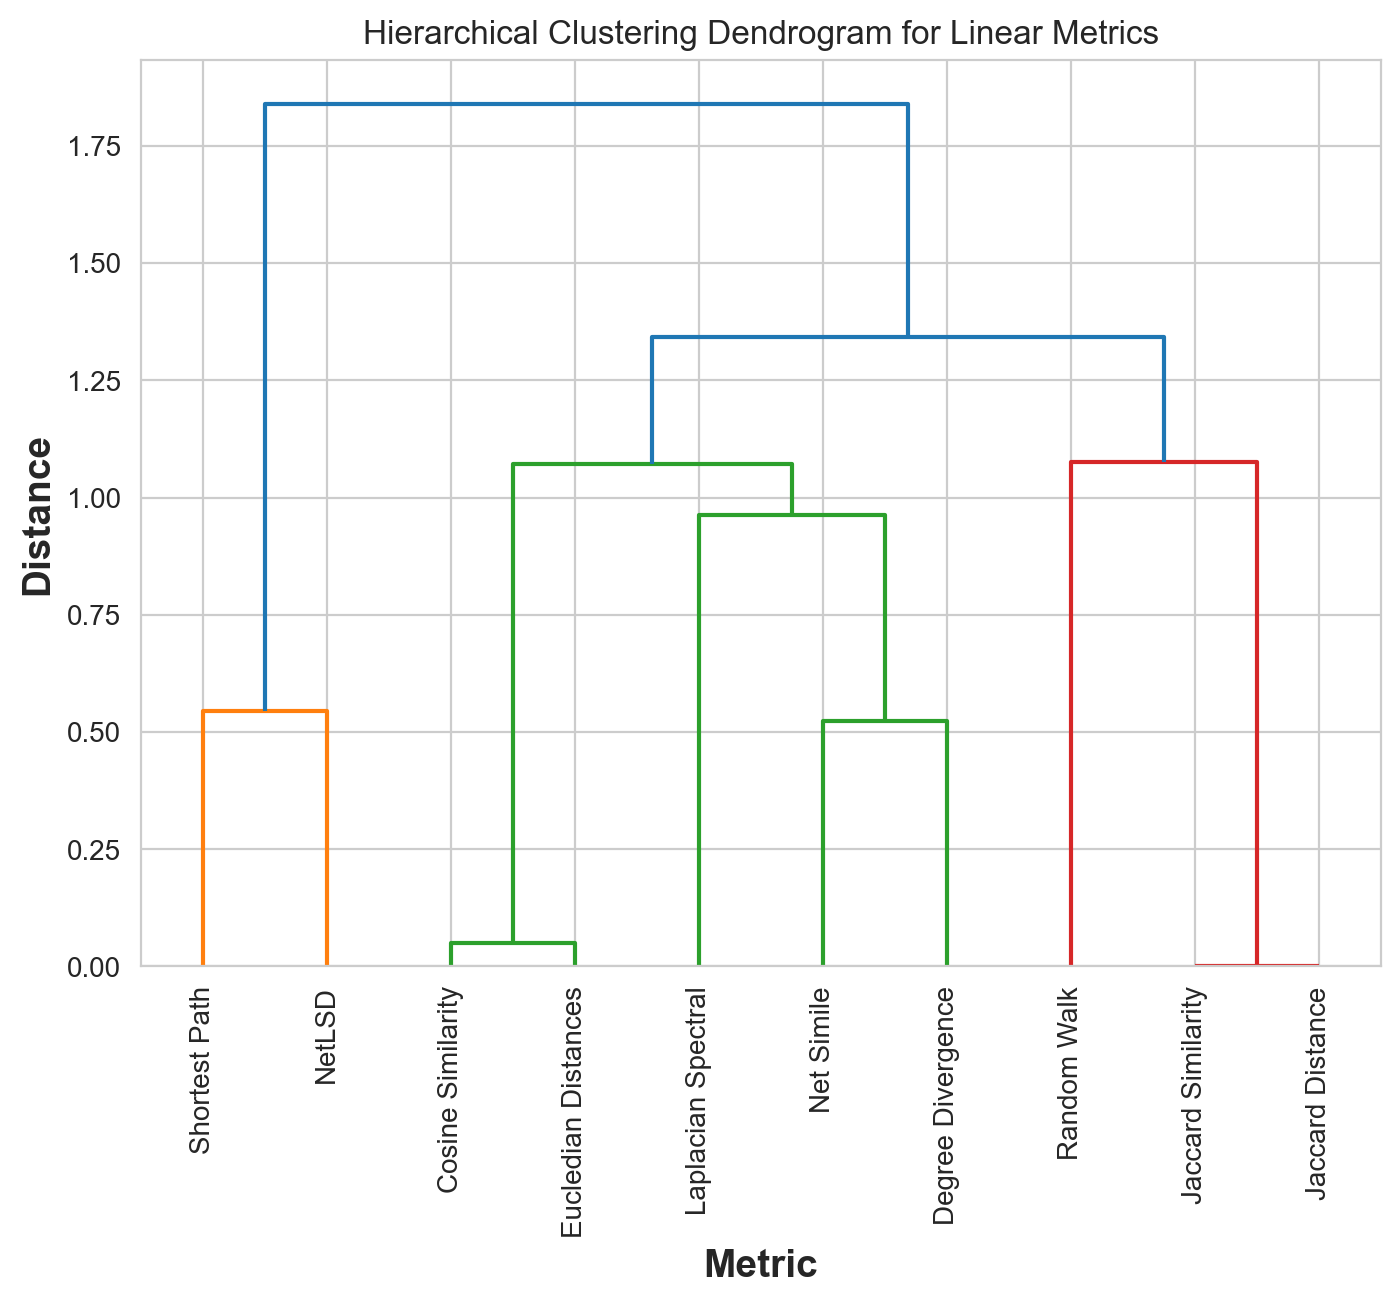 Hierarchical Clustering Dendrogram for Linear Metrics
Distance
1.75
1.50
1.25
1.00
0.75
0.50
0.25
0.00
Shortest Path
NetLSD
Cosine Similarity
Eucledian Distances
Laplacian Spectral
Net Simile
Degree Divergence
Random Walk
Jaccard Similarity
Jaccard Distance
Metric